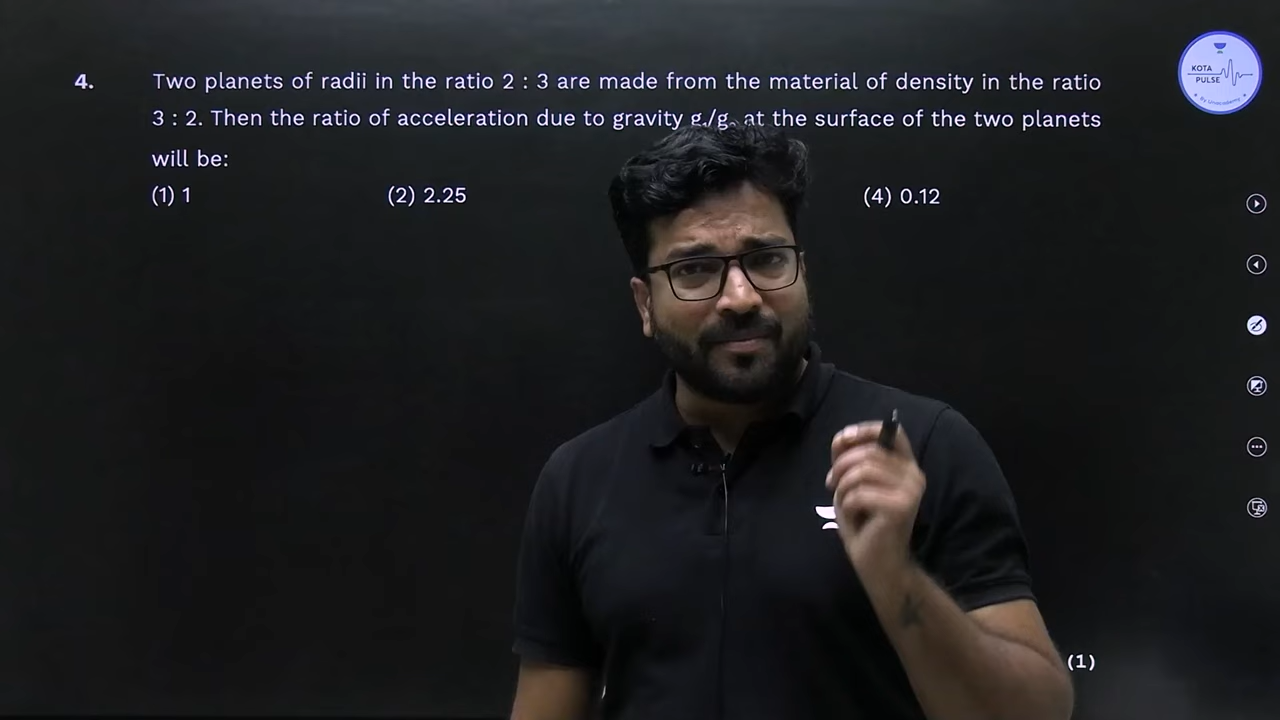 4. Two planets of radii in the ratio 2 : 3 are made from the material of density in the ratio
3 : 2. Then the ratio of acceleration due to gravity at the surface of the two planets
will be:
(1) 1 (2) 2.25 (4) 0.12
KOTA
PULSE
By Unacademy
(1)